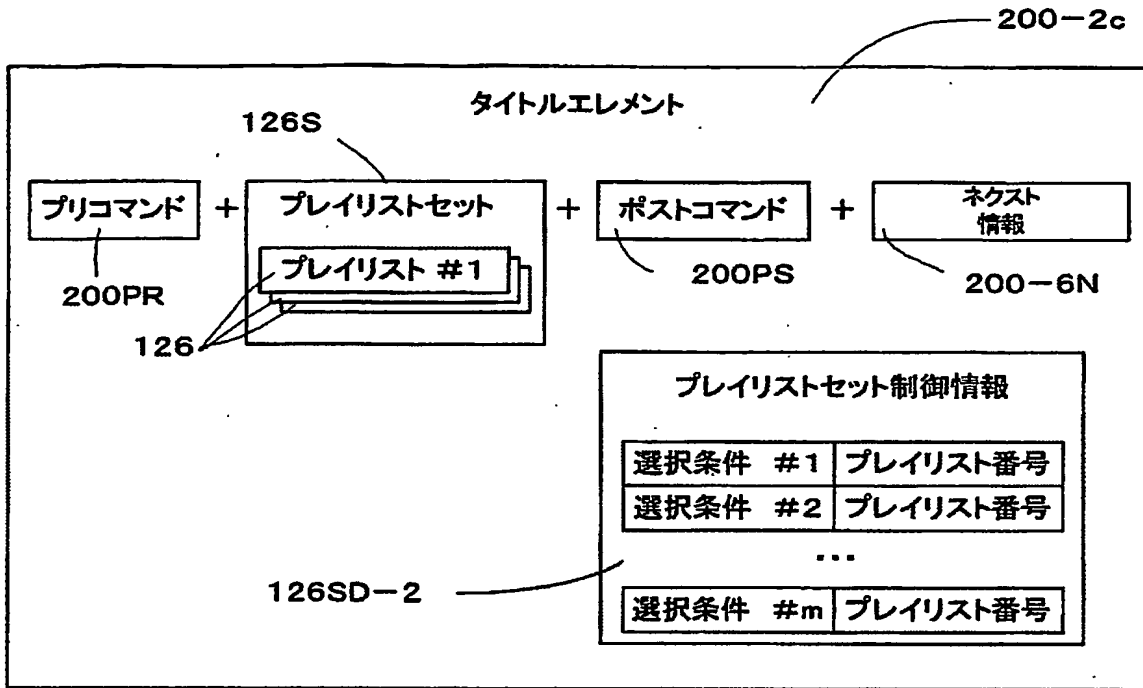 200-2c
タイトルエレメント
126S
プリコマンド + プレイリストセット + ポストコマンド + ネクスト
情報
プレイリスト #1
200PR
200PS
200-6N
126
プレイリストセット制御情報
選択条件 #1 プレイリスト番号
選択条件 #2 プレイリスト番号
・・・
126SD-2
選択条件 #m プレイリスト番号